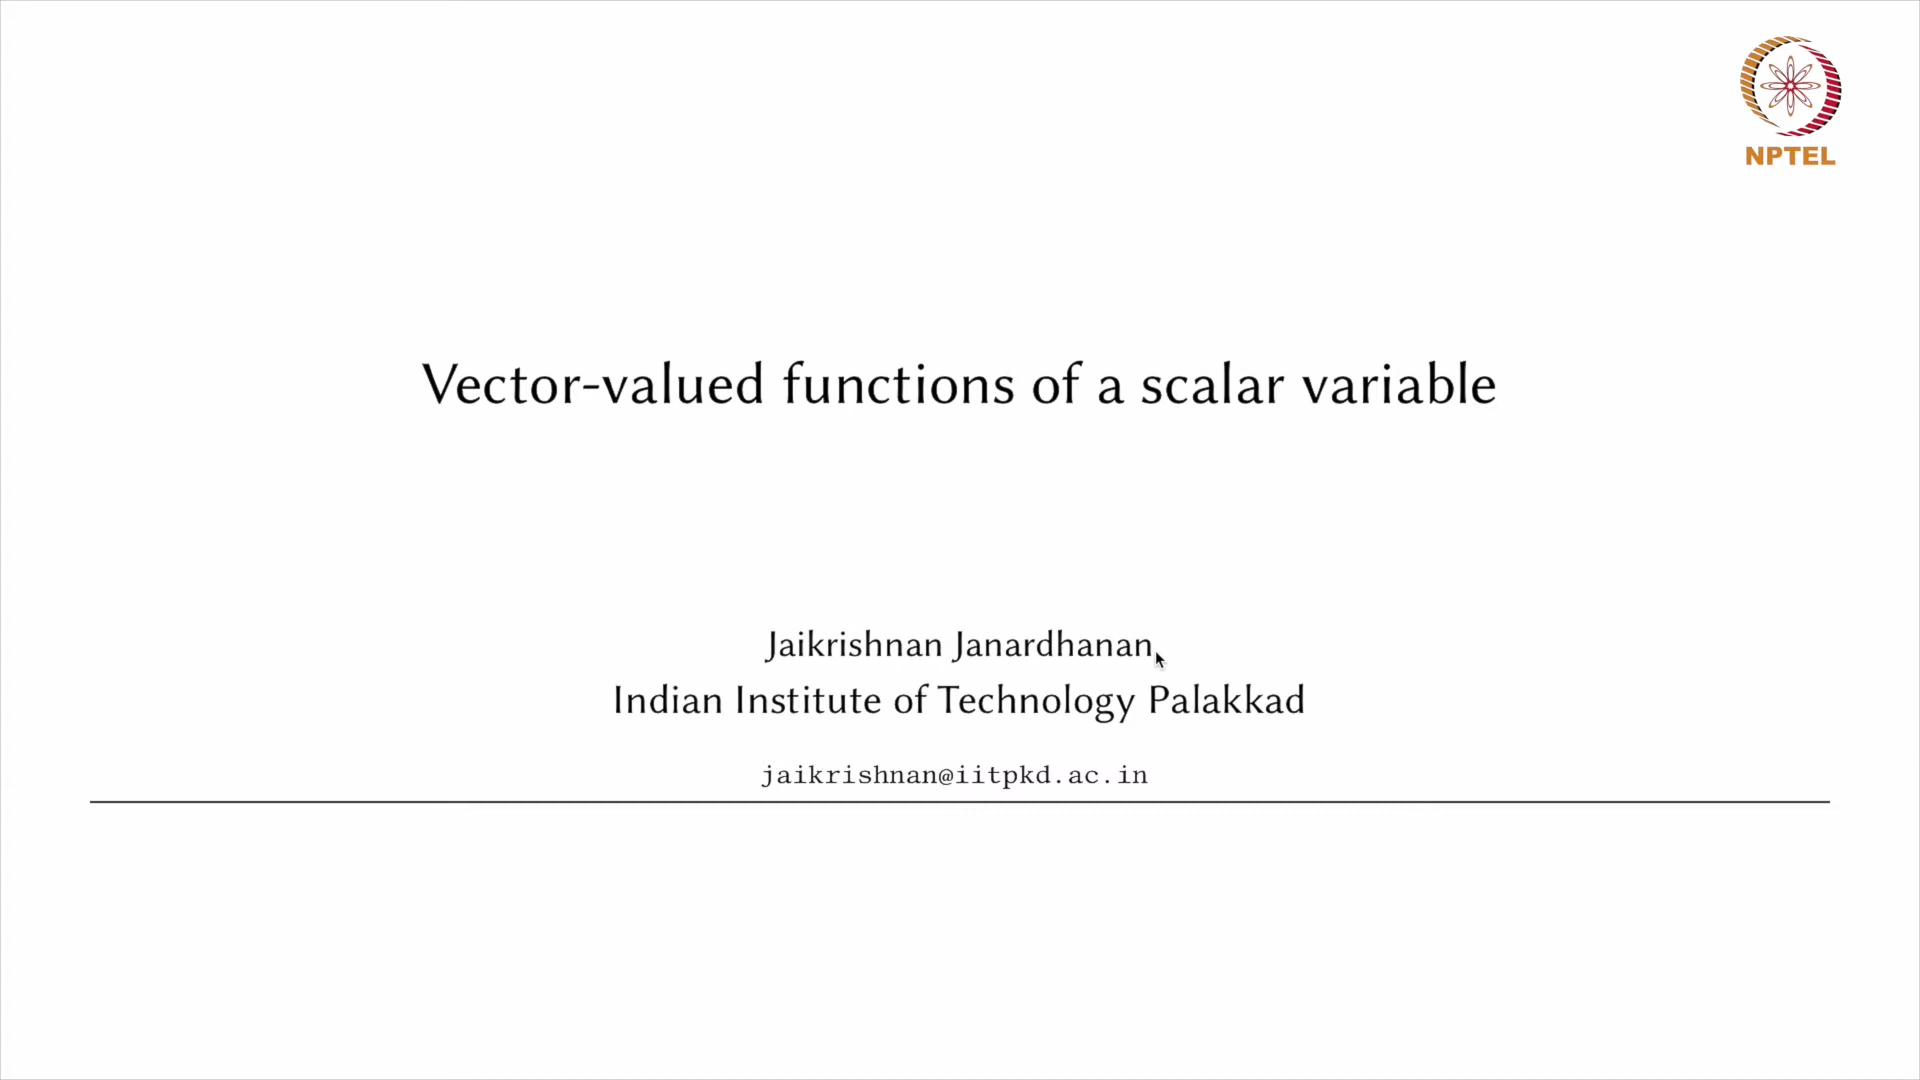 NPTEL
Vector-valued functions of a scalar variable
Jaikrishnan Janardhanan
Indian Institute of Technology Palakkad
jaikrishnan@iitpkd.ac.in